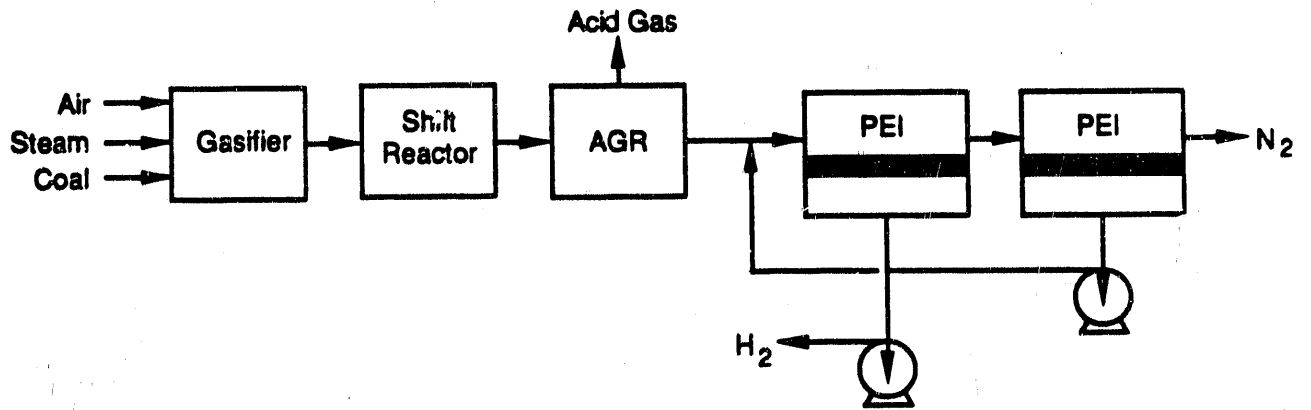 Acid Gas
Air
Steam
Coal
Gasifier
Shift
Reactor
AGR
PEI
PEI
N2
H2